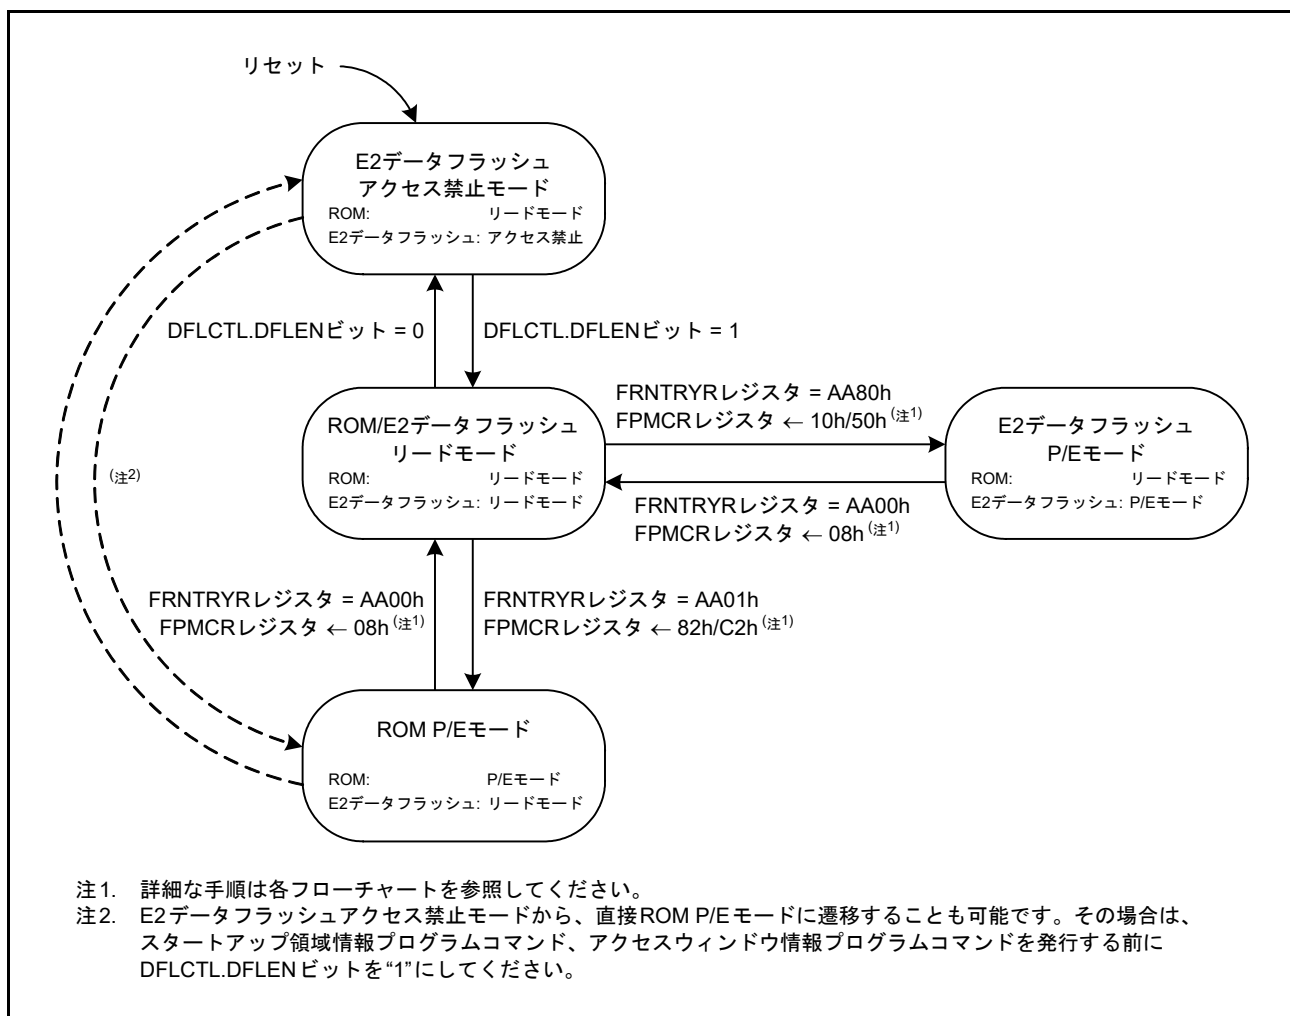 リセット
E2データフラッシュ
アクセス禁止モード
ROM: リードモード
E2データフラッシュ: アクセス禁止
DFLCTL.DFLENビット = 0
DFLCTL.DFLENビット = 1
ROM/E2データフラッシュ
リードモード
ROM: リードモード
E2データフラッシュ: リードモード
FRNTRYRレジスタ = AA80h
FPMCRレジスタ ← 10h/50h (注1)
E2データフラッシュ
P/Eモード
ROM: リードモード
E2データフラッシュ: P/Eモード
FRNTRYRレジスタ = AA00h
FPMCRレジスタ ← 08h (注1)
(注2)
FRNTRYRレジスタ = AA00h
FPMCRレジスタ ← 08h (注1)
FRNTRYRレジスタ = AA01h
FPMCRレジスタ ← 82h/C2h (注1)
ROM P/Eモード
ROM: P/Eモード
E2データフラッシュ: リードモード
注1. 詳細な手順は各フローチャートを参照してください。
注2. E2データフラッシュアクセス禁止モードから、直接ROM P/Eモードに遷移することも可能です。その場合は、
スタートアップ領域情報プログラムコマンド、アクセスウィンドウ情報プログラムコマンドを発行する前に
DFLCTL.DFLENビットを“1”にしてください。